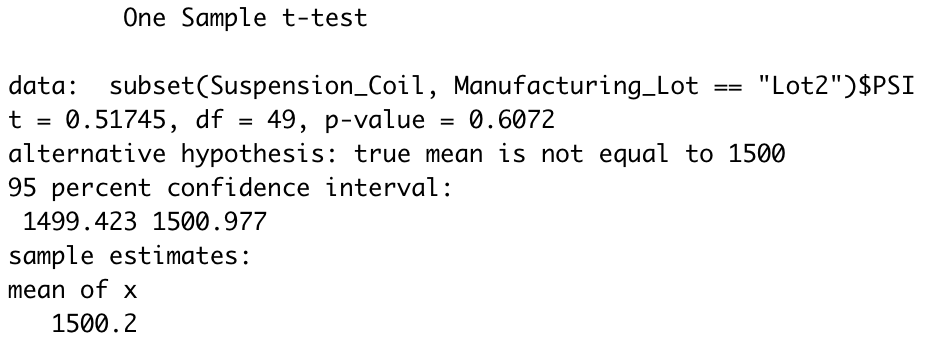 One Sample t-test
data:  subset(Suspension_Coil, Manufacturing_Lot == "Lot2")$PSI
t = 0.51745, df = 49, p-value = 0.6072
alternative hypothesis: true mean is not equal to 1500
95 percent confidence interval:
1499.423 1500.977
sample estimates:
mean of x
1500.2